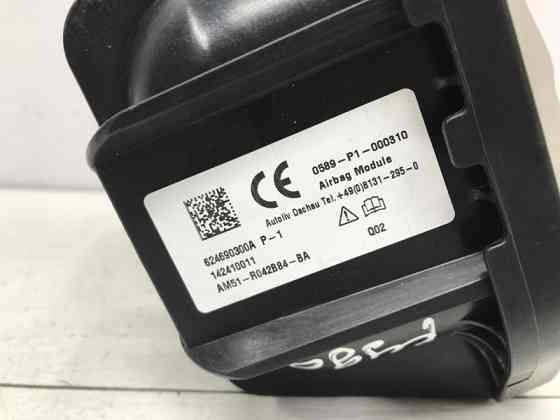 CE 0589-P1-000310
Airbag Module
Autoliv Dachau Tel.+49(0)8131-295-0
624690300A P-1
142410011
AM51-R042B84-BA
Q02